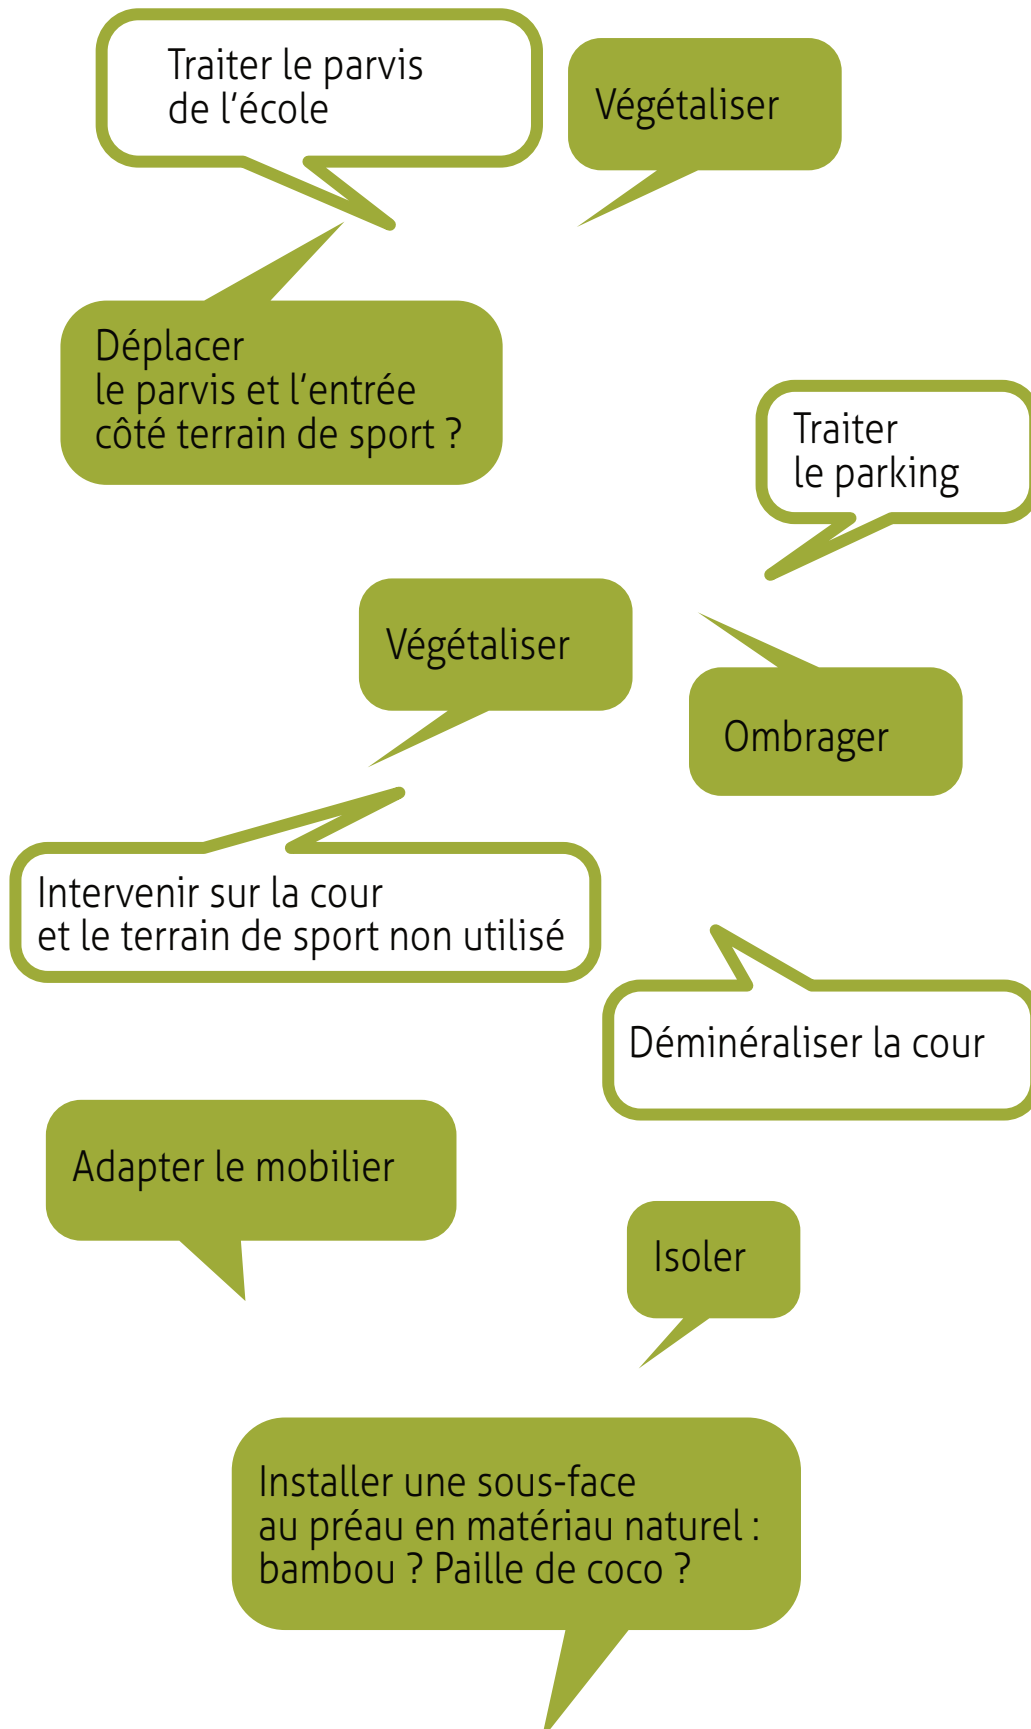 Traiter le parvis
de l'école
Végétaliser
Déplacer
le parvis et l'entrée
côté terrain de sport ?
Traiter
le parking
Végétaliser
Ombrager
Intervenir sur la cour
et le terrain de sport non utilisé
Déminéraliser la cour
Adapter le mobilier
Isoler
Installer une sous-face
au préau en matériau naturel :
bambou ? Paille de coco ?